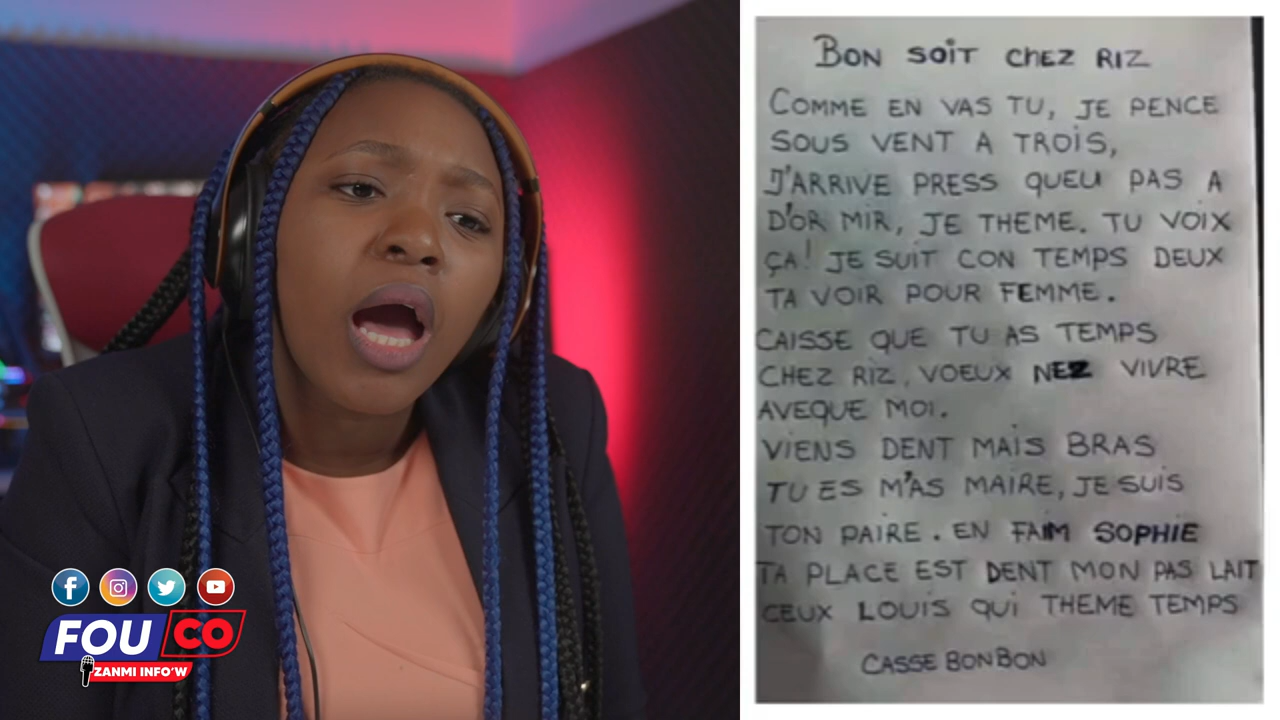 BON SOIT CHEZ RIZ
COMME EN VAS TU, JE PENCE
SOUS VENT A TROIS,
J'ARRIVE PRESS QUEU PAS A
D'OR MIR, JE THEME. TU VOIX
ÇA! JE SUIT CON TEMPS DEUX
TA VOIR POUR FEMME.
CAISSE QUE TU AS TEMPS
CHEZ RIZ, VOEUX NEZ VIVRE
AVEQUE MOI.
VIENS DENT MAIS BRAS
TU ES M'AS MAIRE, JE SUIS
TON PAIRE. EN FAIM SOPHIE
TA PLACE EST DENT MON PAS LAIT
CEUX LOUIS QUI THEME TEMPS
CASSE BONBON
FOU CO
ZANMI INFO'W